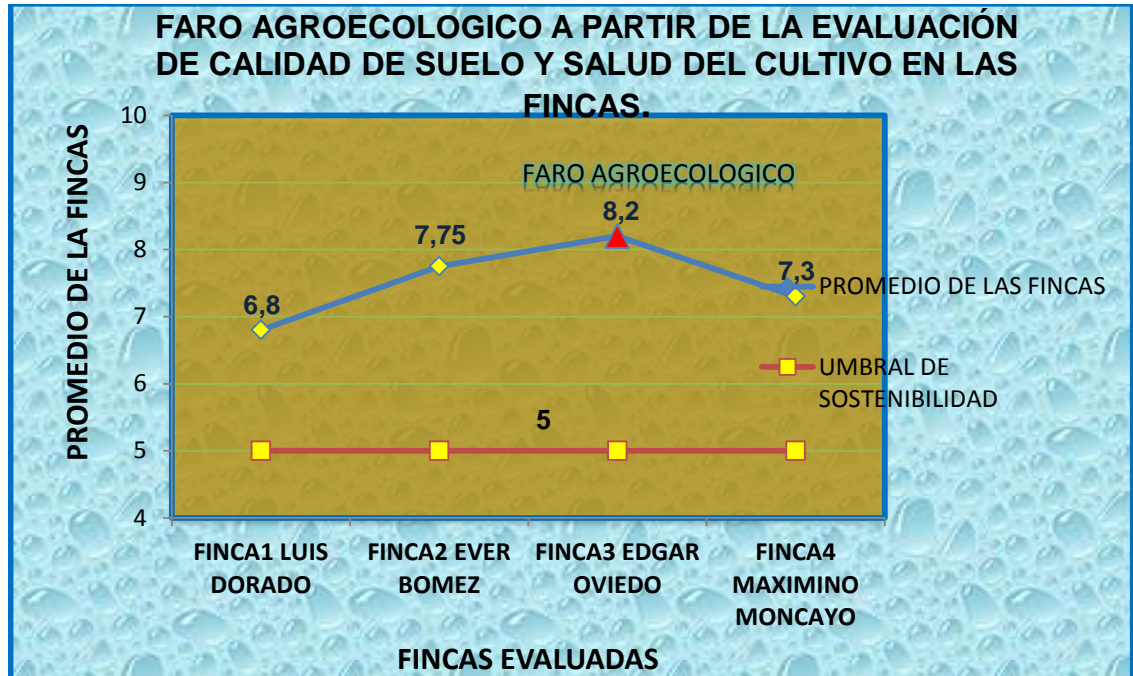 FARO AGROECOLOGICO A PARTIR DE LA EVALUACIÓN
DE CALIDAD DE SUELO Y SALUD DEL CULTIVO EN LAS
FINCAS.
PROMEDIO DE LA FINCAS
10
9
8
7
6
5
4
FARO AGROECOLOGICO
6,8
7,75
8,2
7,3
5
PROMEDIO DE LAS FINCAS
UMBRAL DE
SOSTENIBILIDAD
FINCA1 LUIS
DORADO
FINCA2 EVER
BOMEZ
FINCA3 EDGAR
OVIEDO
FINCA4
MAXIMINO
MONCAYO
FINCAS EVALUADAS